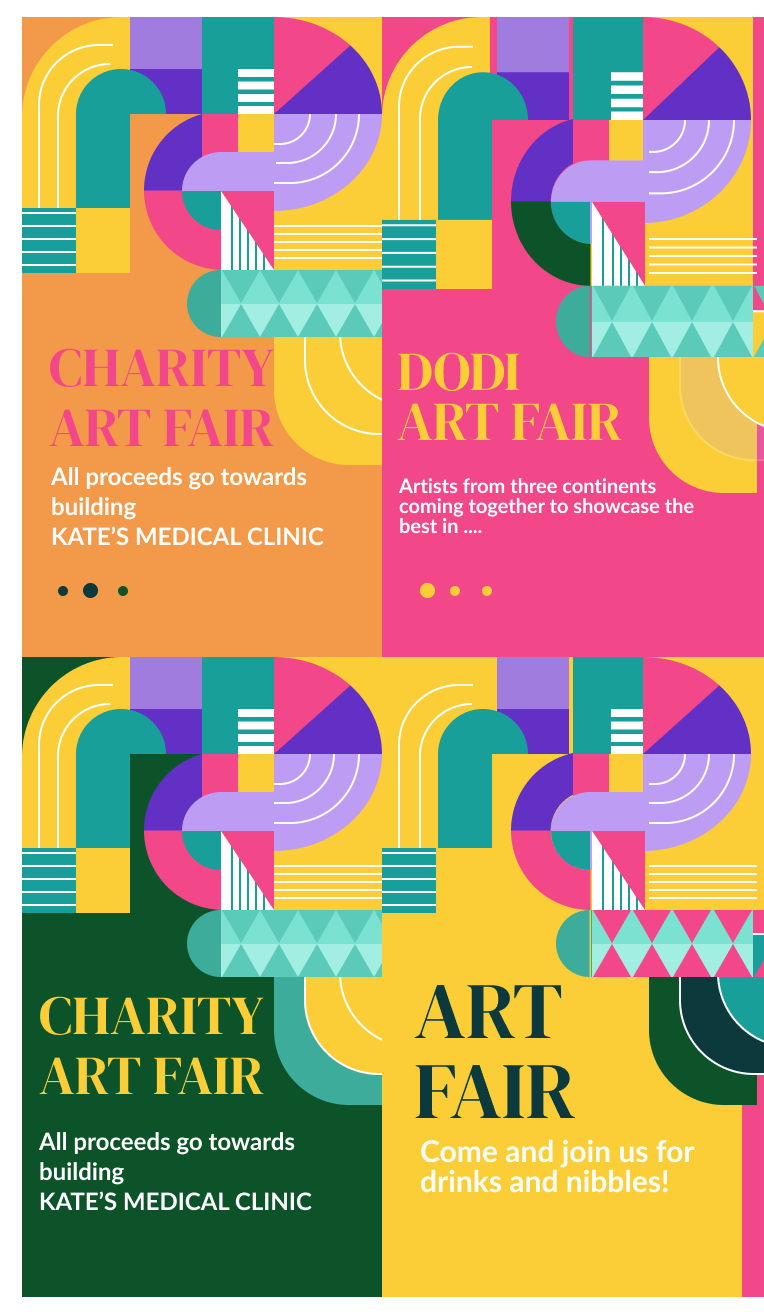 CHARITY
ART FAIR
All proceeds go towards
building
KATE'S MEDICAL CLINIC
DODI
ART FAIR
Artists from three continents
coming together to showcase the
best in ....
CHARITY
ART FAIR
All proceeds go towards
building
KATE'S MEDICAL CLINIC
ART
FAIR
Come and join us for
drinks and nibbles!